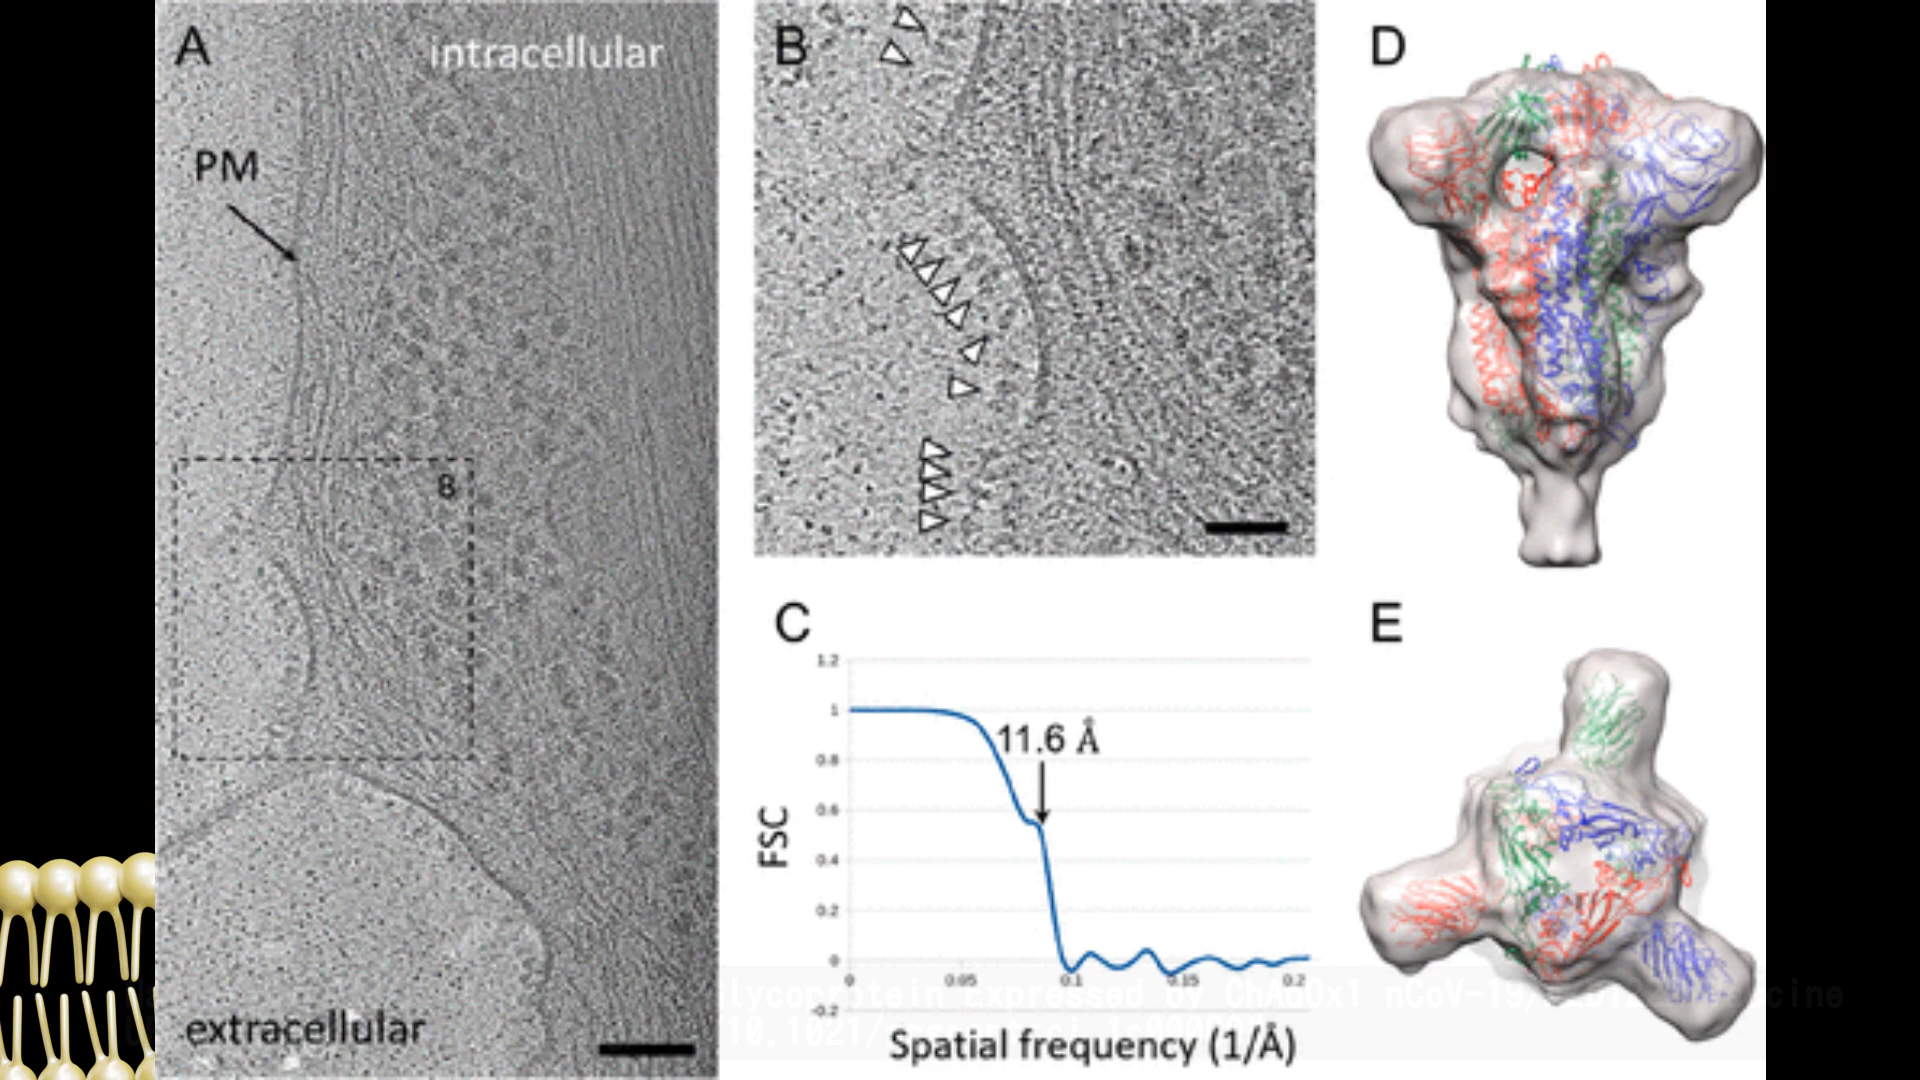 A
intracellular
PM
B
extracellular
B
C
1.2
1
0.8
0.6
0.4
0.2
0
-0.2
11.6 Å
FSC
0
0.05
0.1
0.15
0.2
Spatial frequency (1/Å)
D
E
lycoprotein Expressed by ChAdOx1 nCoV-19/
cine
10.1021/